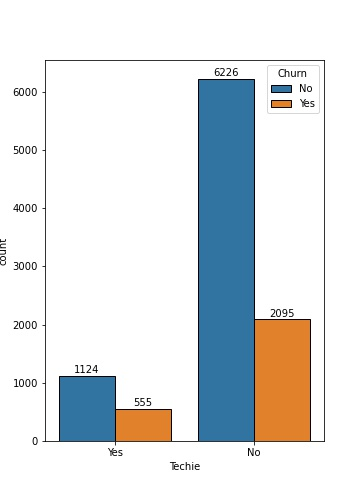 6226
Churn
No
Yes
6000
5000
4000
count
3000
2095
2000
1124
1000
555
0
Yes
No
Techie